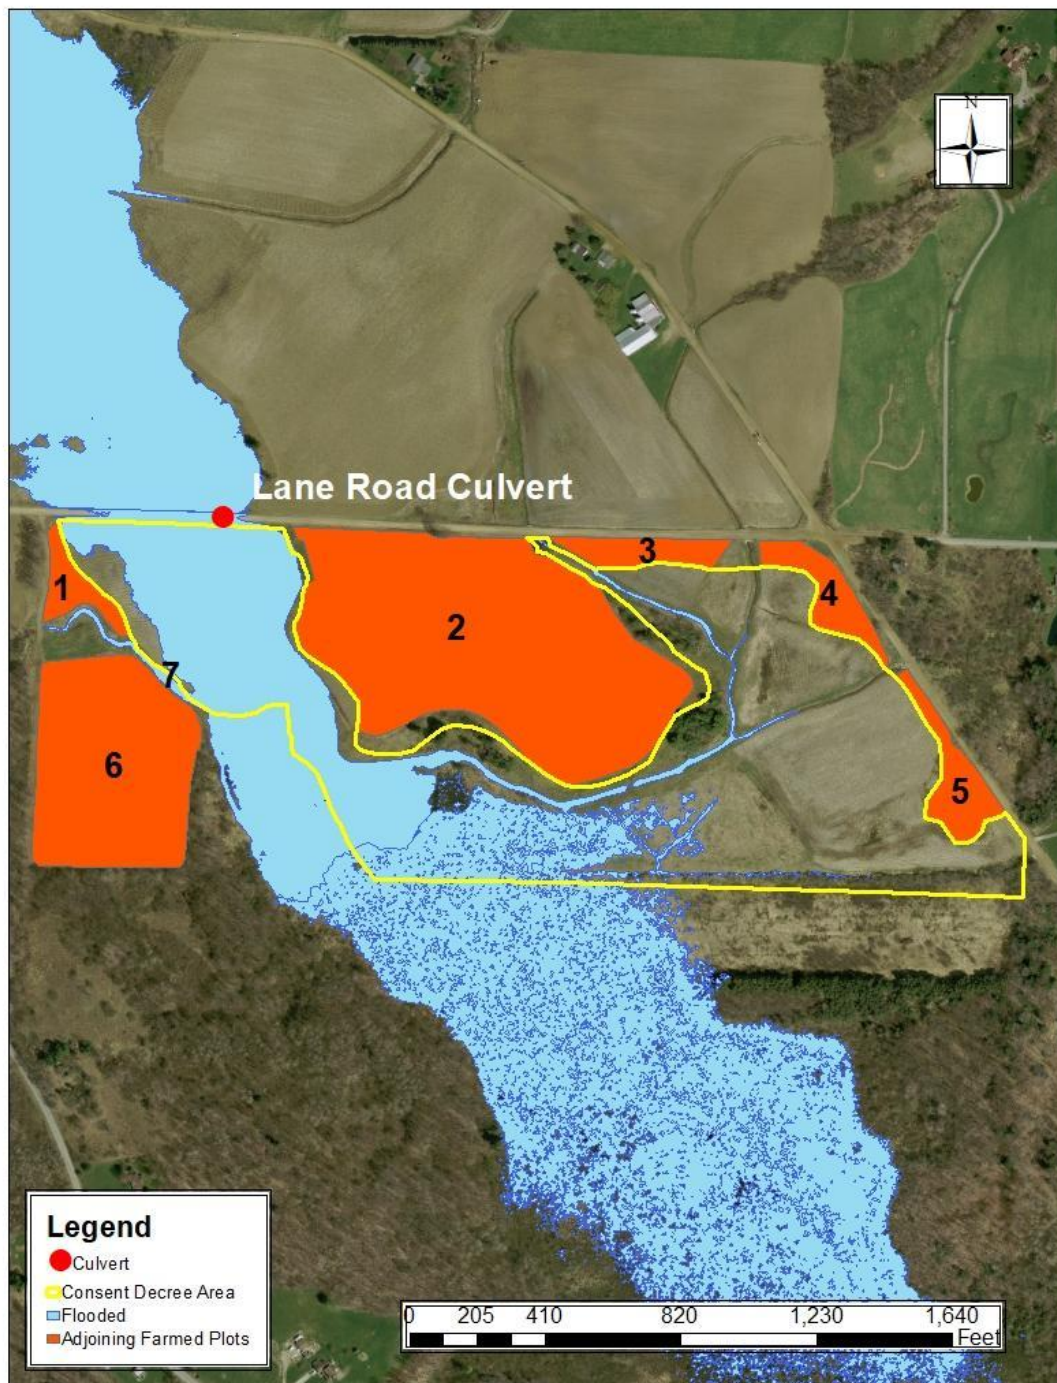 N
Lane Road Culvert
3
1
4
2
7
6
5
Legend
Culvert
Consent Decree Area
Flooded
Adjoining Farmed Plots
0 205 410 820 1,230 1,640
Feet